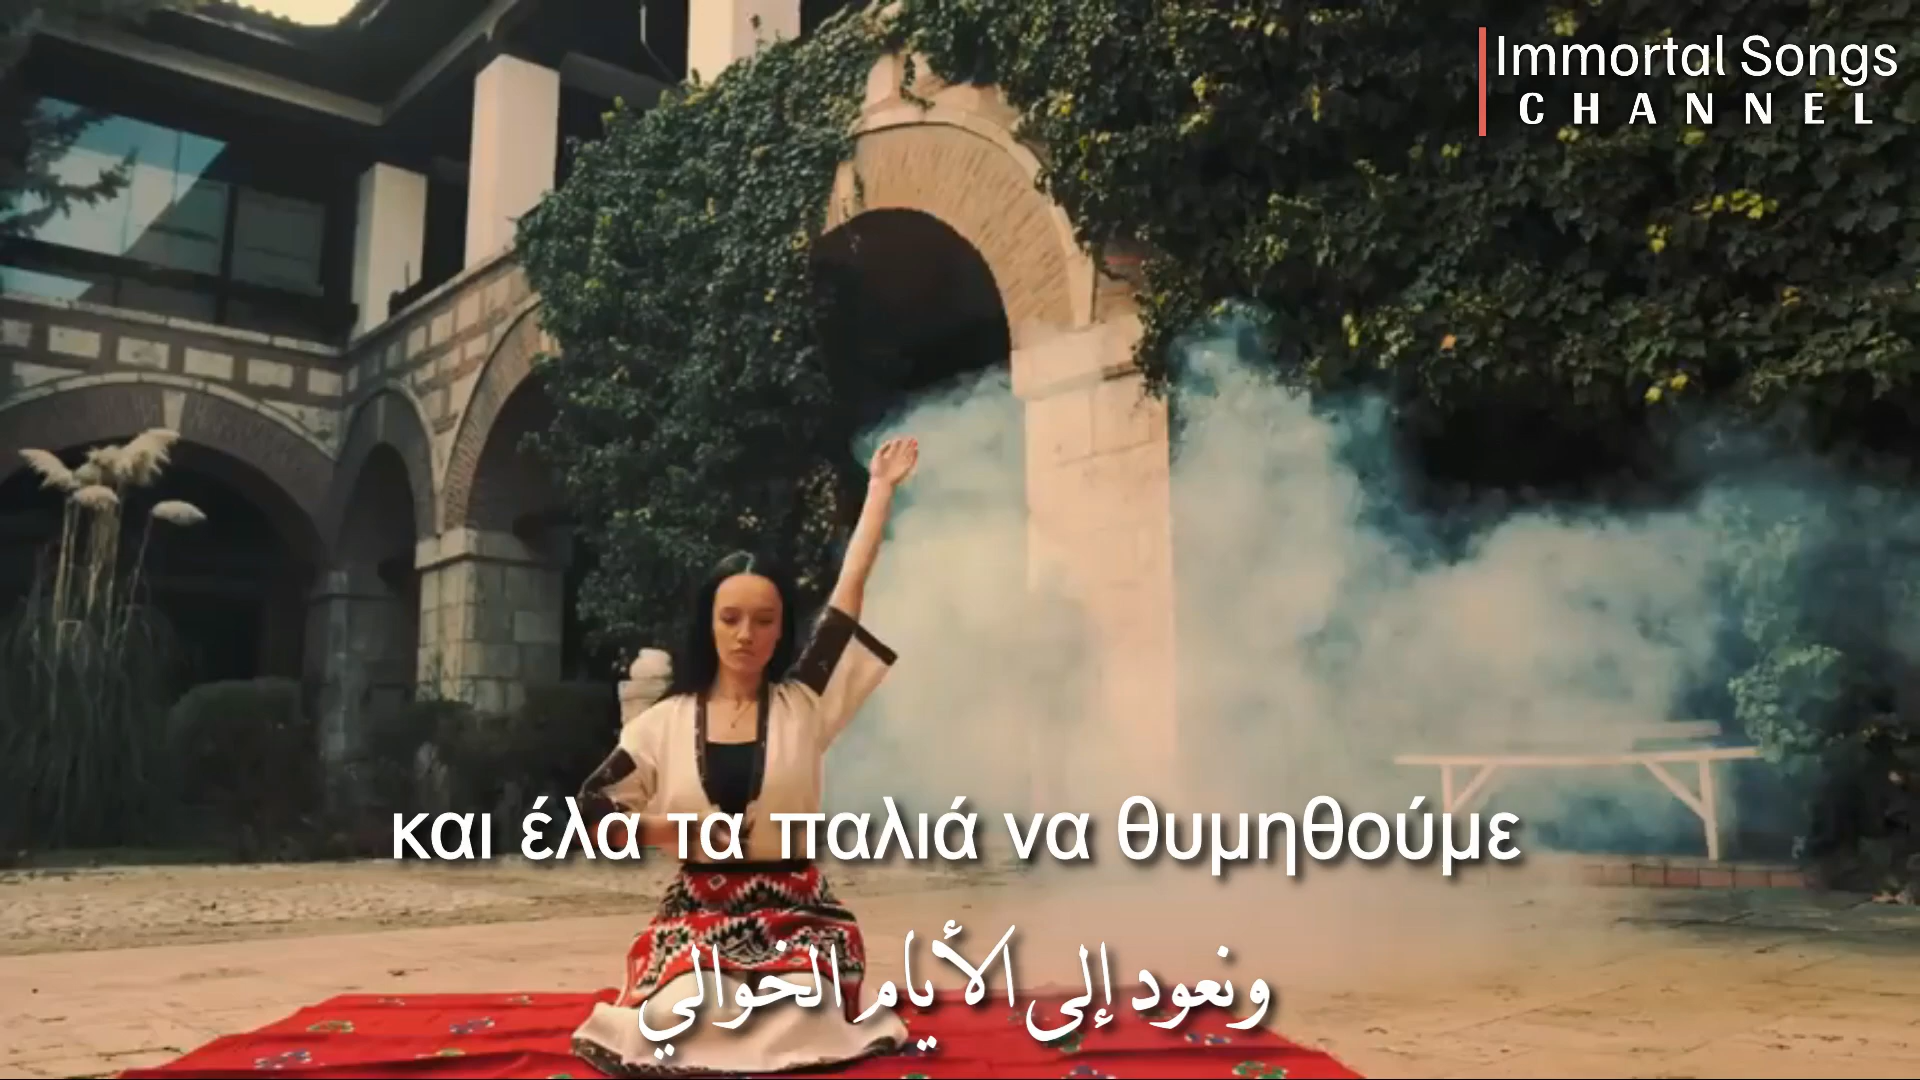 Immortal Songs
CHANNEL
και έλα τα παλιά να θυμηθούμε
ونعود إلى الأيام الخوالي